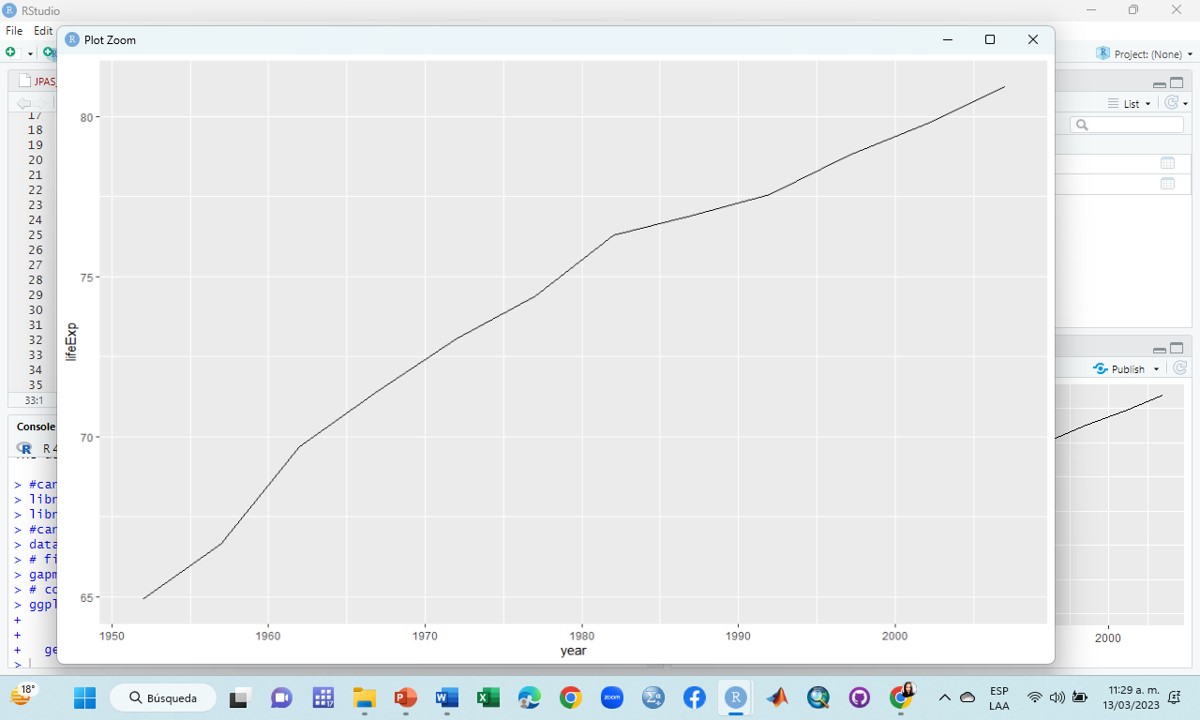 RStudio
File Edit
Plot Zoom
Project: (None)
JPAS
List
17
18
19
20
21
22
23
24
25
26
27
28
29
30
31
32
33
34
35
33:1
80
75
70
65
lifeExp
1950 1960 1970 1980 1990 2000
year
Publish
2000
Console
R R 4
> #can
> libr
> libr
> #can
> data
> # fi
> gapm
> # co
> ggpl
+
+
+ ge
>
18°
Búsqueda
ESP
LAA
11:29 a. m.
13/03/2023